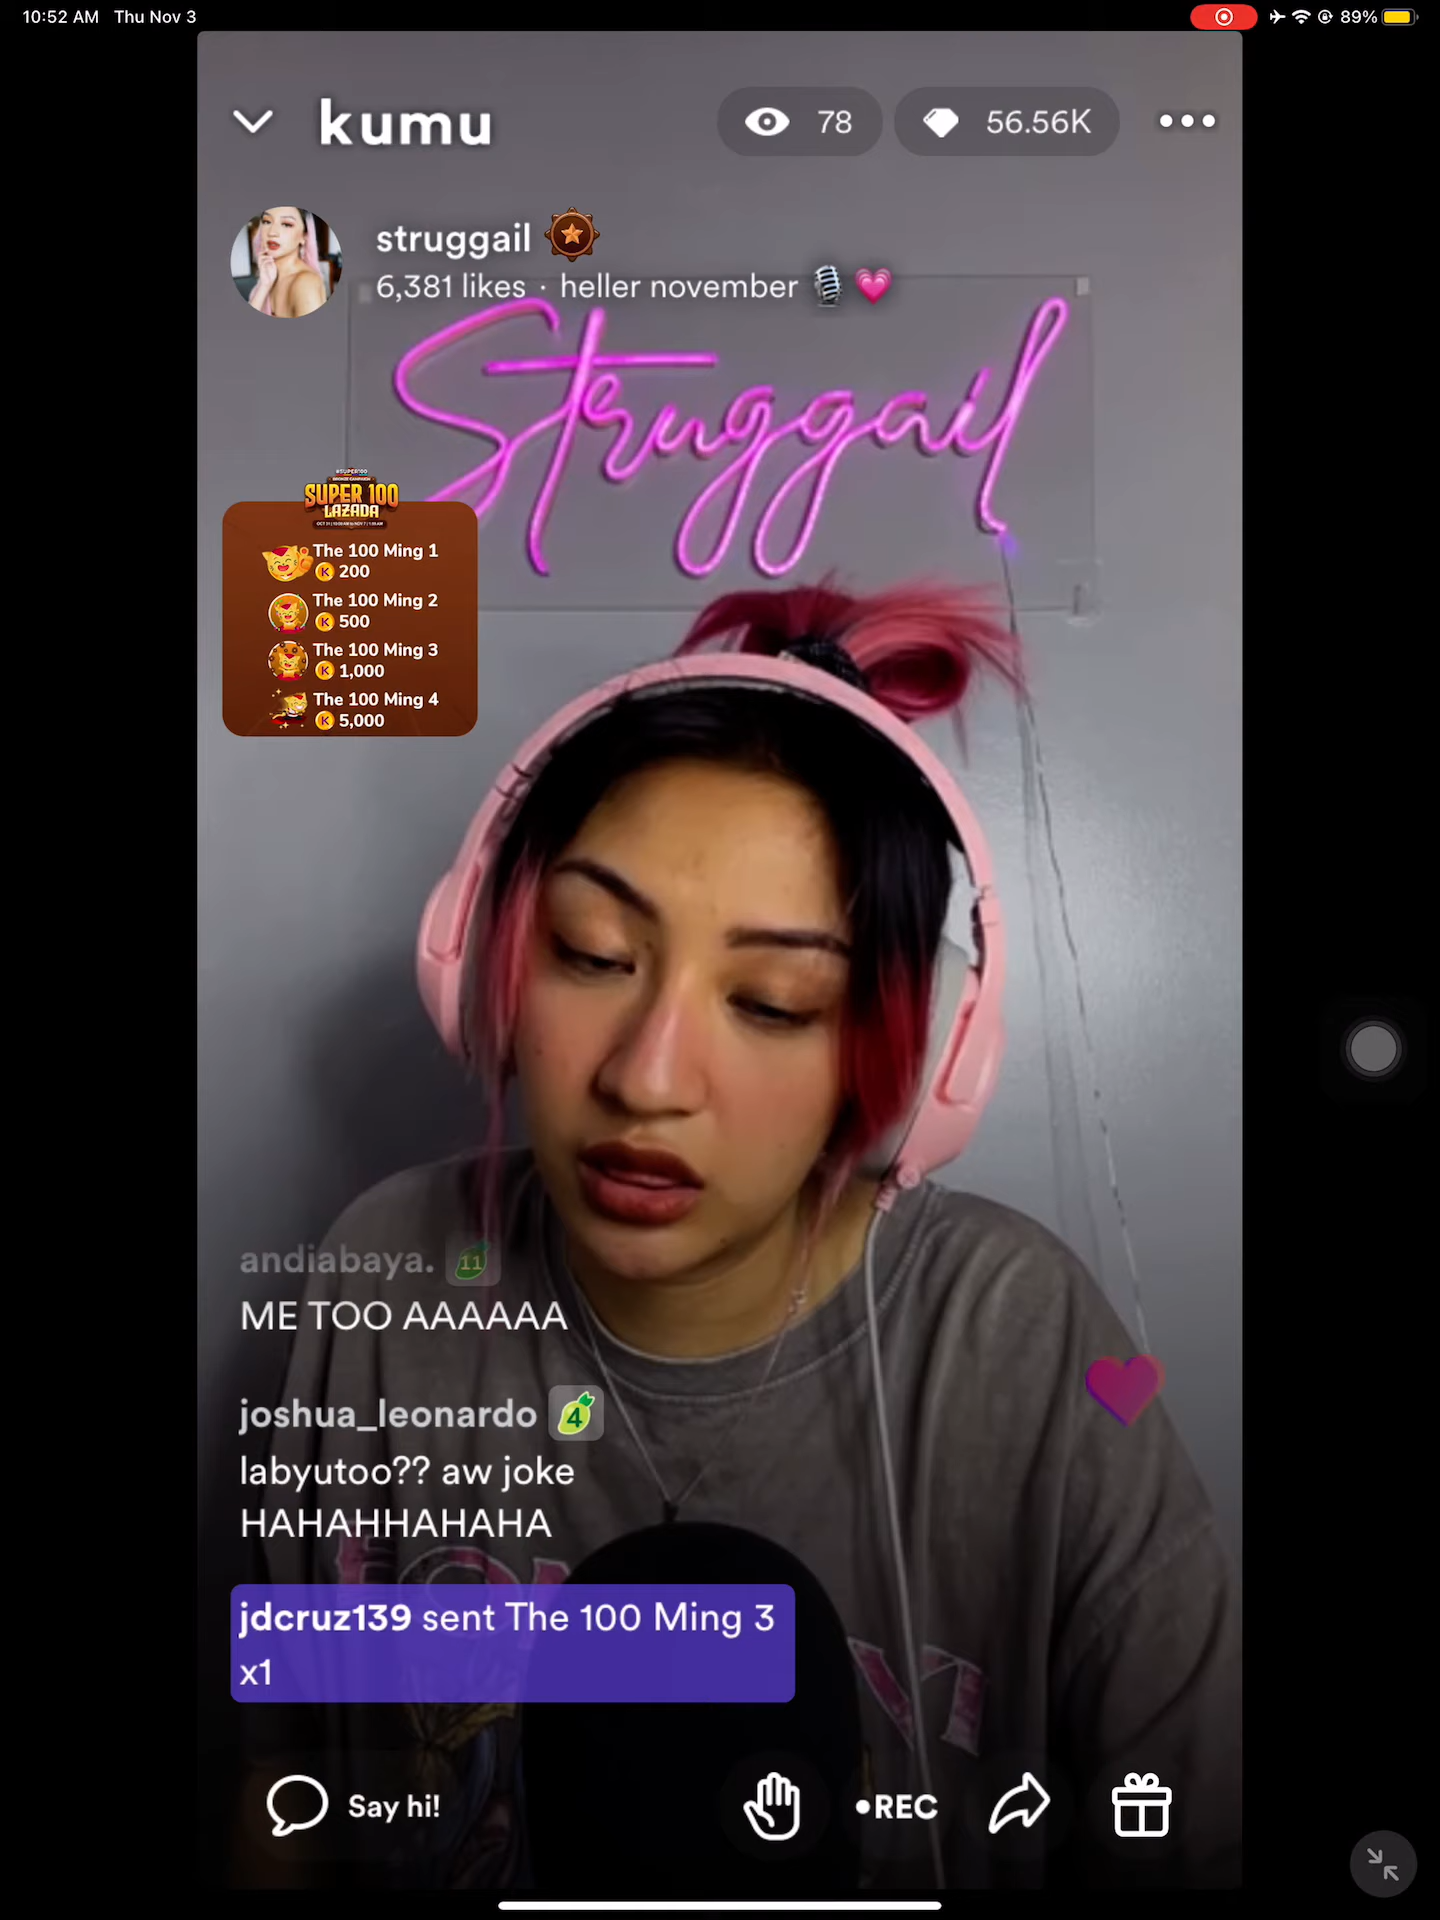 10:52 AM Thu Nov 3
89%
kumu
78
56.56K
struggail
6,381 likes · heller november
Struggail
#SUPER100
BRONZE CAMPAIGN
SUPER 100
LAZADA
The 100 Ming 1
K 200
The 100 Ming 2
K 500
The 100 Ming 3
K 1,000
The 100 Ming 4
K 5,000
andiabaya. 11
ME TOO AAAAAA
joshua_leonardo 4
labyutoo?? aw joke
HAHAHHAHAHA
jdcruz139 sent The 100 Ming 3
x1
Say hi!
•REC